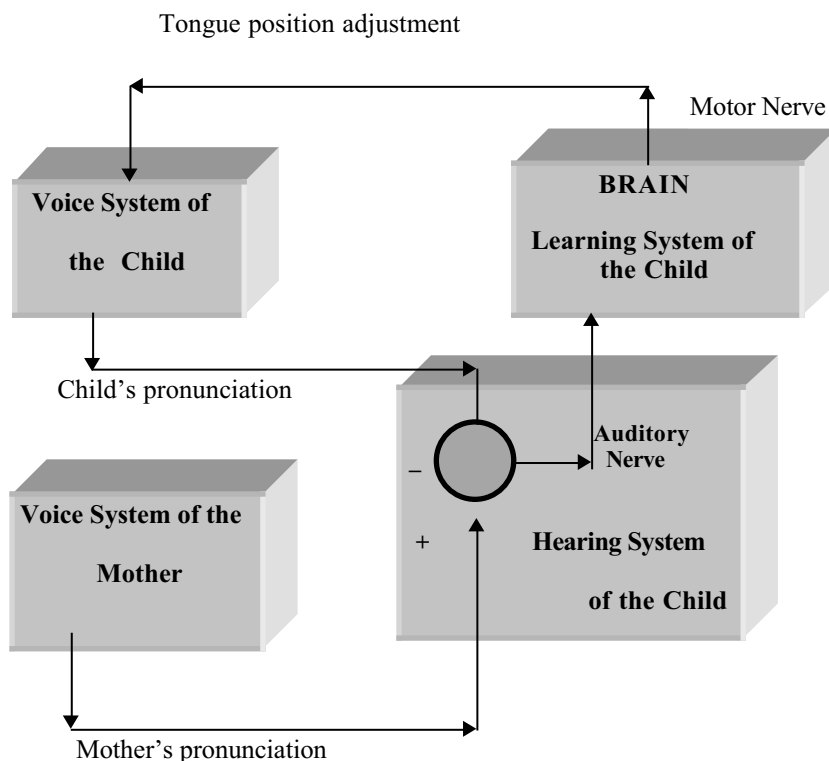 Tongue position adjustment
Motor Nerve
Voice System of
the Child
BRAIN
Learning System of
the Child
Child's pronunciation
Auditory
Nerve
−
+
Voice System of the
Mother
Hearing System
of the Child
Mother's pronunciation